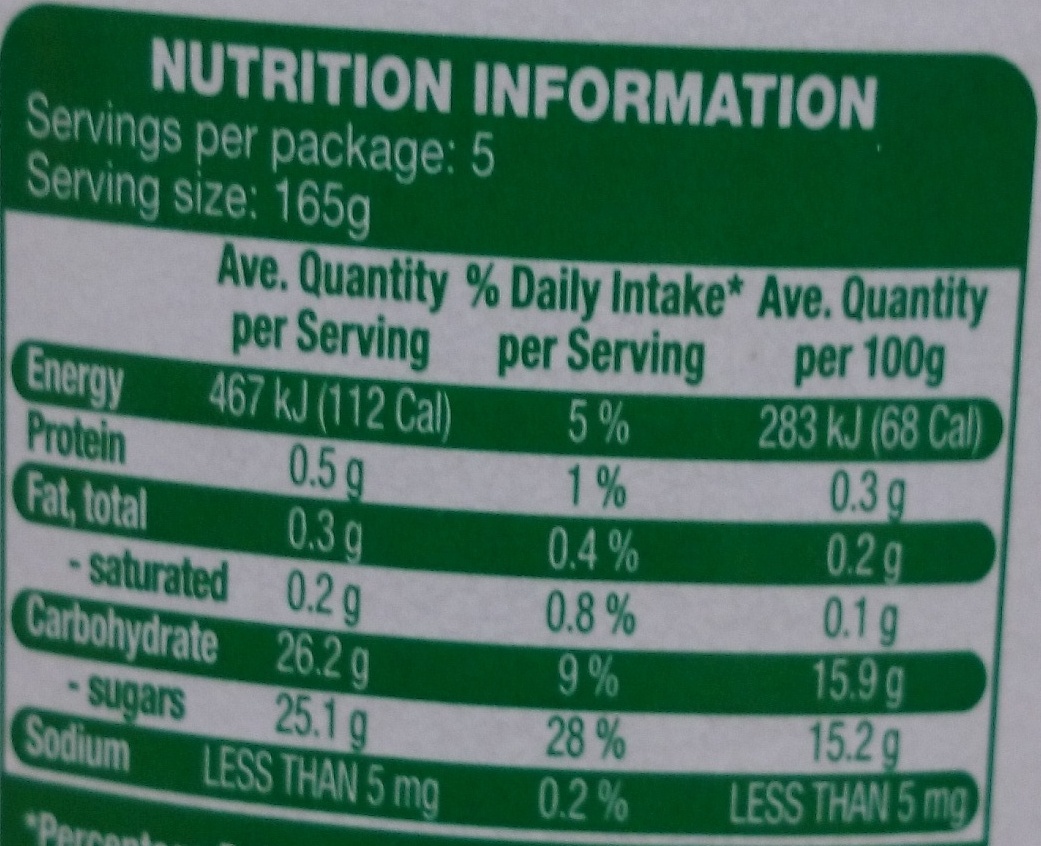 NUTRITION INFORMATION
Servings per package: 5
Serving size: 165g
Ave. Quantity % Daily Intake* Ave. Quantity
per Serving per Serving per 100g
Energy 467 kJ (112 Cal) 5 % 283 kJ (68 Cal)
Protein 0.5 g 1 % 0.3 g
Fat, total 0.3 g 0.4 % 0.2 g
- saturated 0.2 g 0.8 % 0.1 g
Carbohydrate 26.2 g 9 % 15.9 g
- sugars 25.1 g 28 % 15.2 g
Sodium LESS THAN 5 mg 0.2 % LESS THAN 5 mg